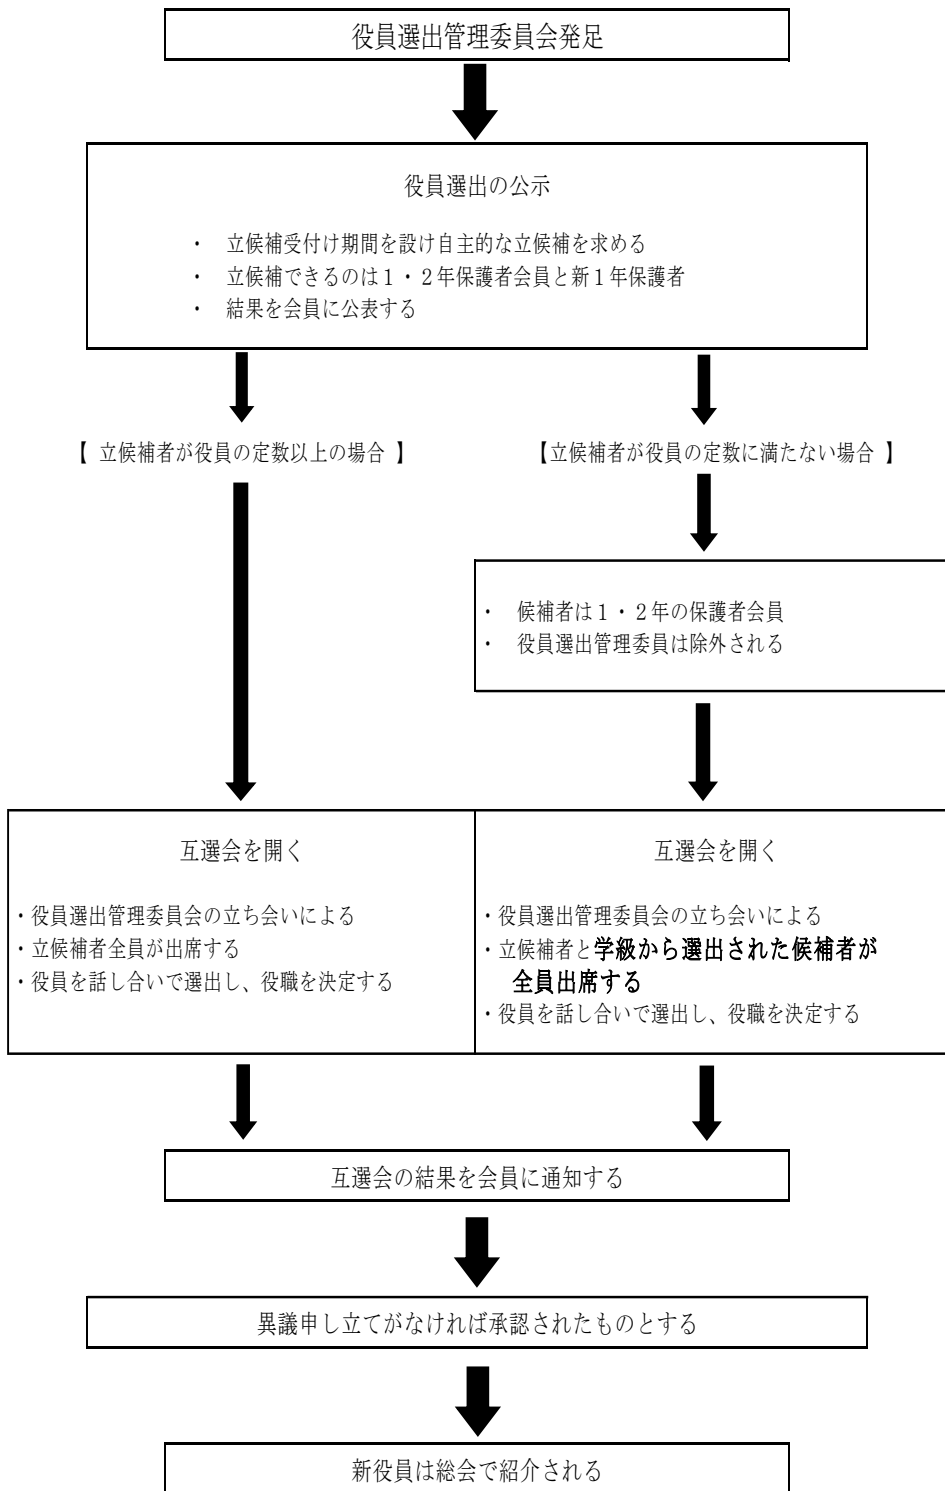 役員選出管理委員会発足
役員選出の公示
・ 立候補受付け期間を設け自主的な立候補を求める
・ 立候補できるのは１・２年保護者会員と新１年保護者
・ 結果を会員に公表する
【 立候補者が役員の定数以上の場合 】
【立候補者が役員の定数に満たない場合 】
・ 候補者は１・２年の保護者会員
・ 役員選出管理委員は除外される
互選会を開く
・役員選出管理委員会の立ち会いによる
・立候補者全員が出席する
・役員を話し合いで選出し、役職を決定する
互選会を開く
・役員選出管理委員会の立ち会いによる
・立候補者と学級から選出された候補者が
全員出席する
・役員を話し合いで選出し、役職を決定する
互選会の結果を会員に通知する
異議申し立てがなければ承認されたものとする
新役員は総会で紹介される